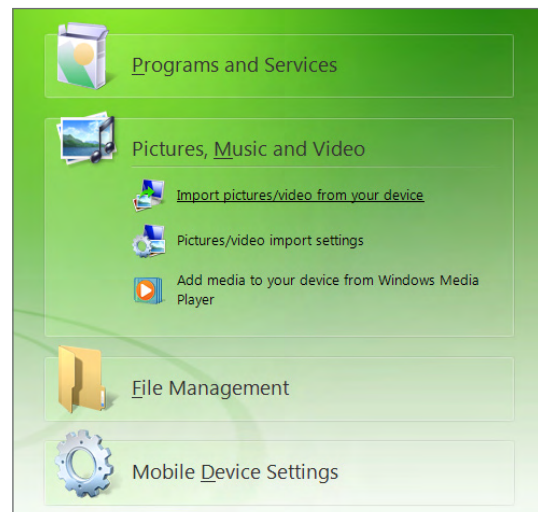 Programs and Services
Pictures, Music and Video
Import pictures/video from your device
Pictures/video import settings
Add media to your device from Windows Media
Player
File Management
Mobile Device Settings